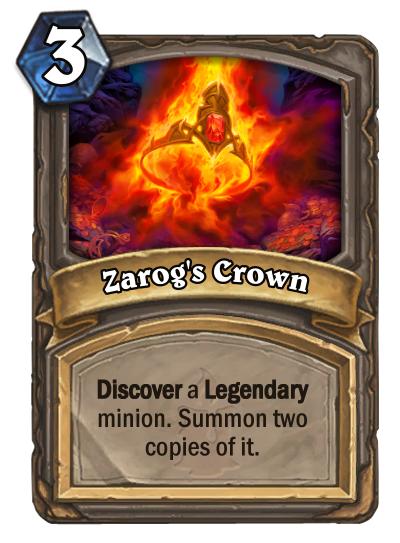 3
Zarog's Crown
Discover a Legendary
minion. Summon two
copies of it.